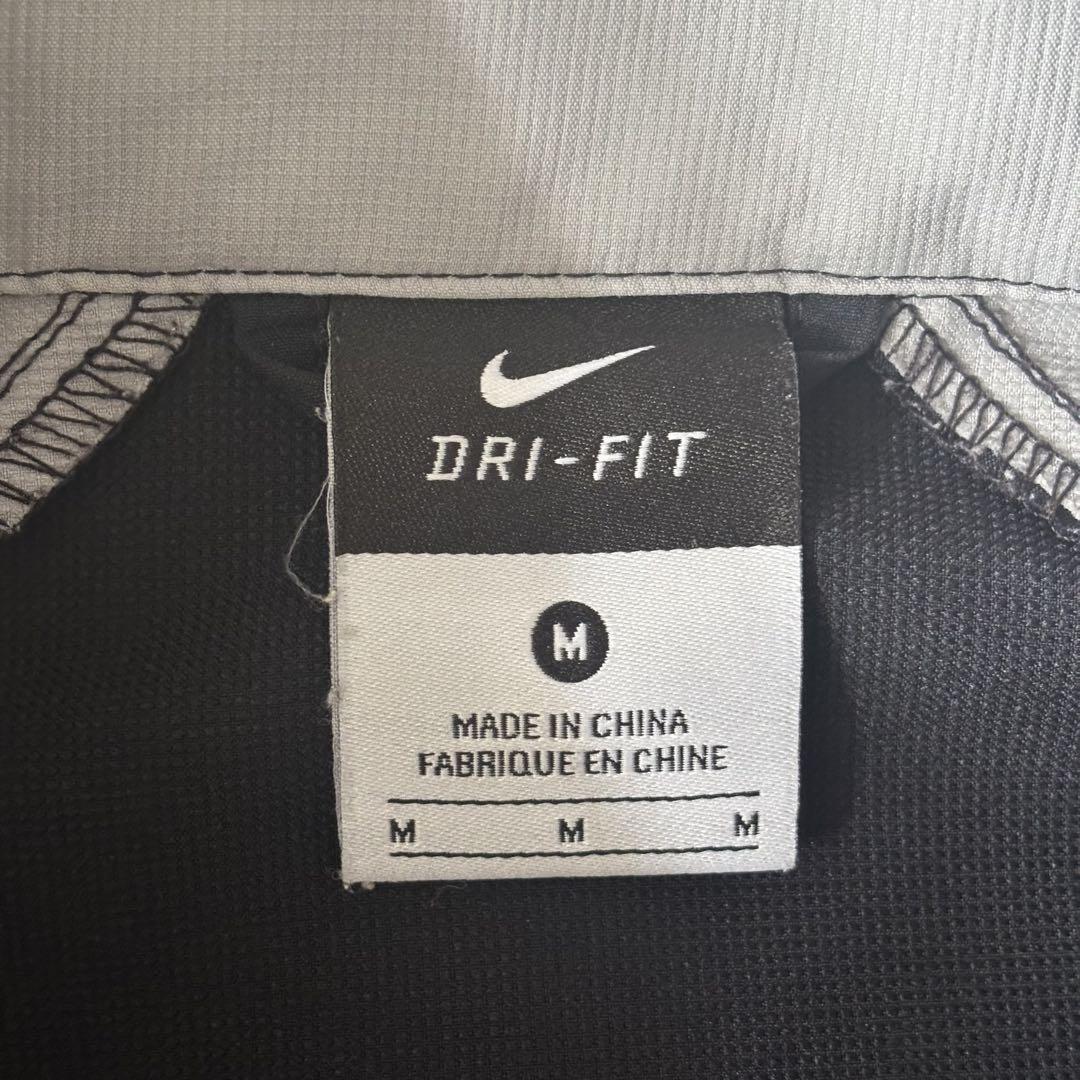 DRI-FIT
M
MADE IN CHINA
FABRIQUE EN CHINE
M M M